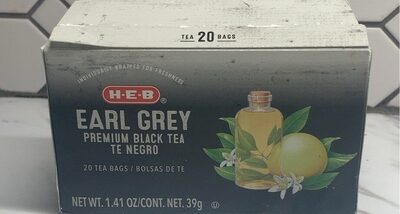 TEA 20 BAGS
INDIVIDUALLY WRAPPED FOR FRESHNESS
H-E-B
EARL GREY
PREMIUM BLACK TEA
TE NEGRO
20 TEA BAGS / BOLSAS DE TE
NET WT. 1.41 OZ/CONT. NET. 39g
U